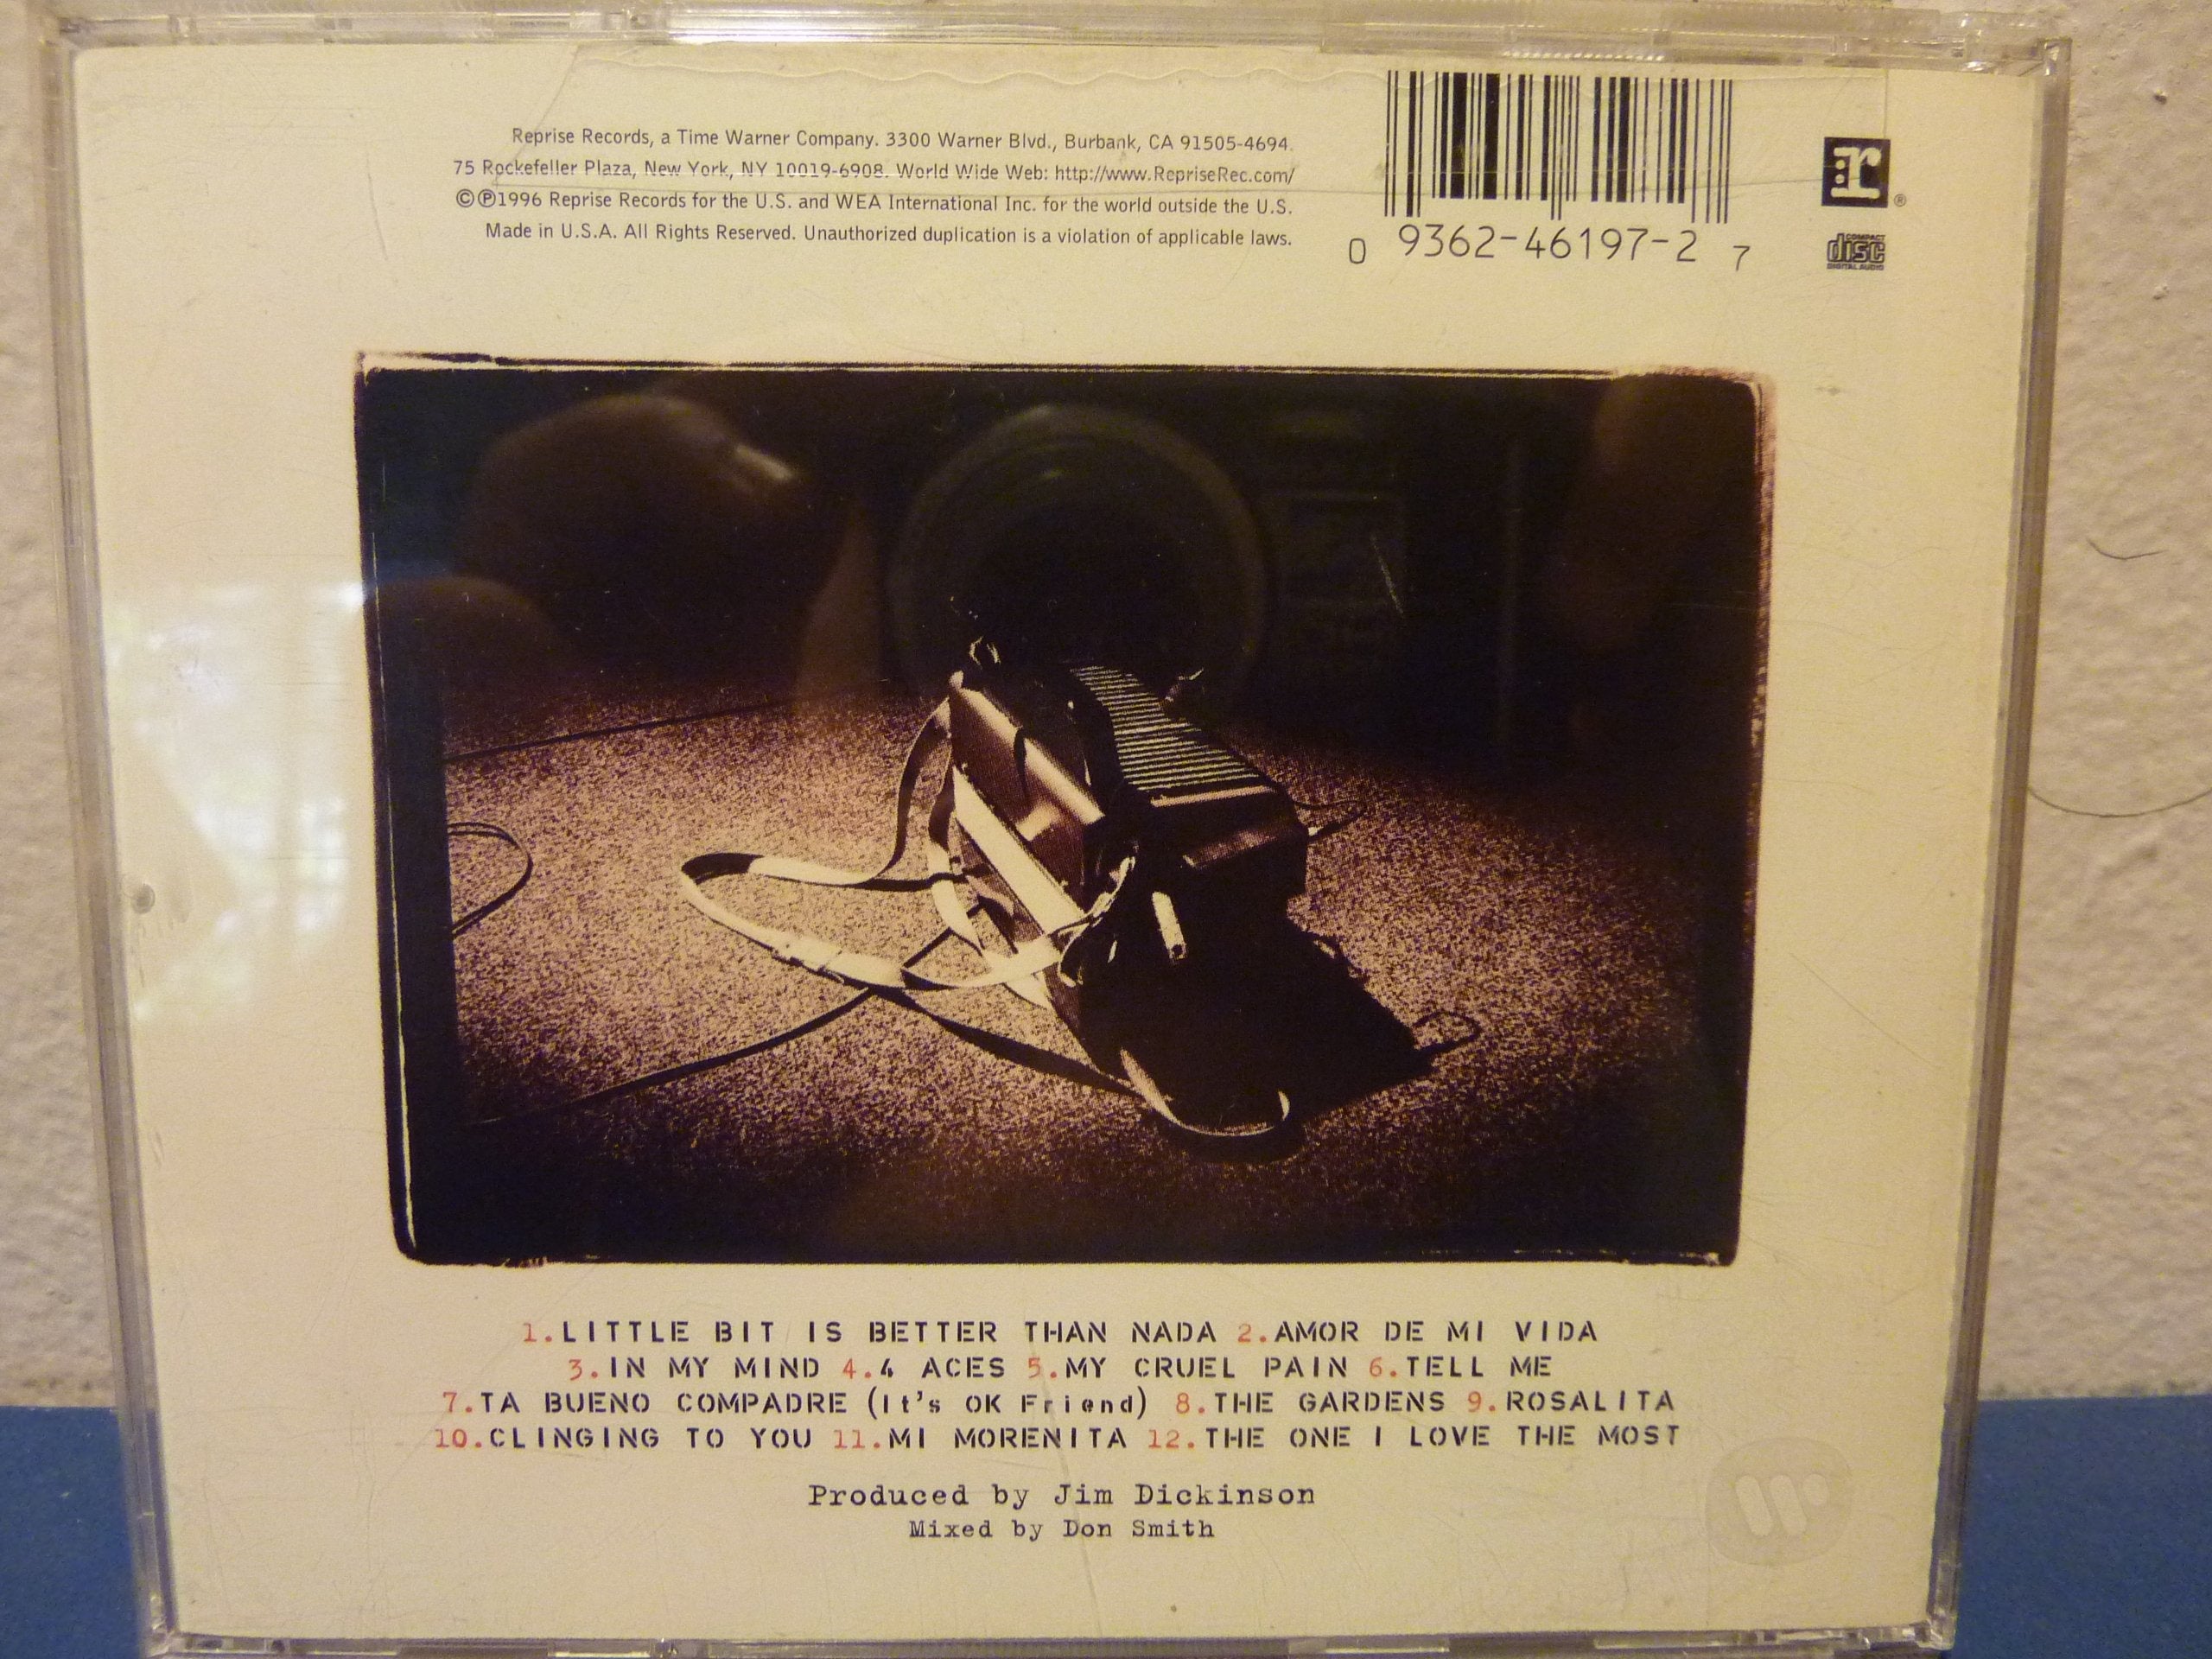 Reprise Records, a Time Warner Company. 3300 Warner Blvd., Burbank, CA 91505-4694.
75 Rockefeller Plaza, New York, NY 10019-6908. World Wide Web: http://www.RepriseRec.com/
©℗1996 Reprise Records for the U.S. and WEA International Inc. for the world outside the U.S.
Made in U.S.A. All Rights Reserved. Unauthorized duplication is a violation of applicable laws.
0 9362-46197-2 7
r ®
COMPACT
disc
DIGITAL AUDIO
1.LITTLE BIT IS BETTER THAN NADA 2.AMOR DE MI VIDA
3.IN MY MIND 4.4 ACES 5.MY CRUEL PAIN 6.TELL ME
7.TA BUENO COMPADRE (It's OK Friend) 8.THE GARDENS 9.ROSALITA
10.CLINGING TO YOU 11.MI MORENITA 12.THE ONE I LOVE THE MOST
Produced by Jim Dickinson
Mixed by Don Smith